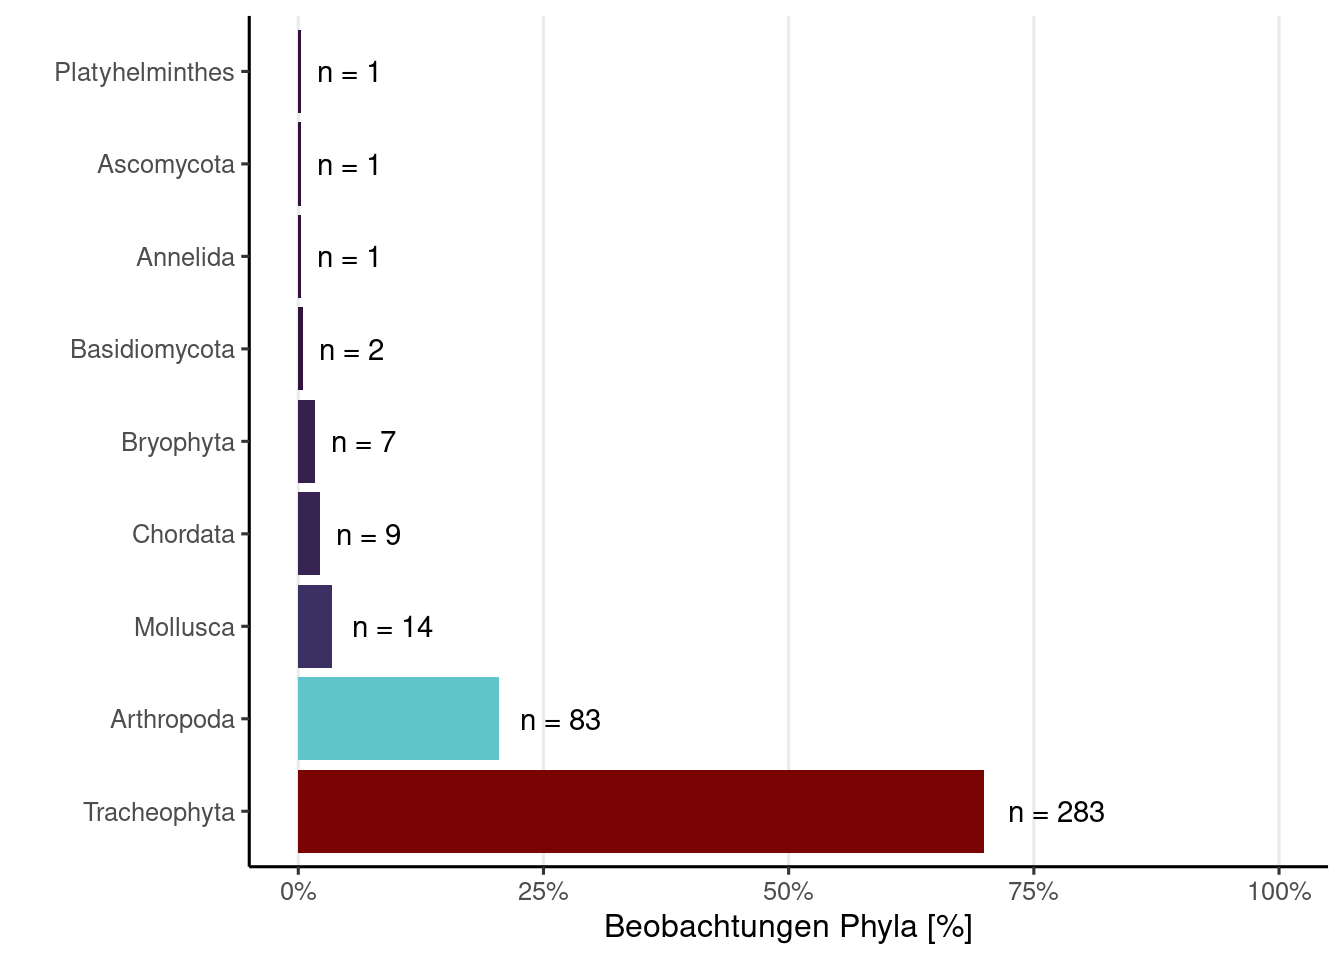 Platyhelminthes n = 1
Ascomycota n = 1
Annelida n = 1
Basidiomycota n = 2
Bryophyta n = 7
Chordata n = 9
Mollusca n = 14
Arthropoda n = 83
Tracheophyta n = 283
0% 25% 50% 75% 100%
Beobachtungen Phyla [%]